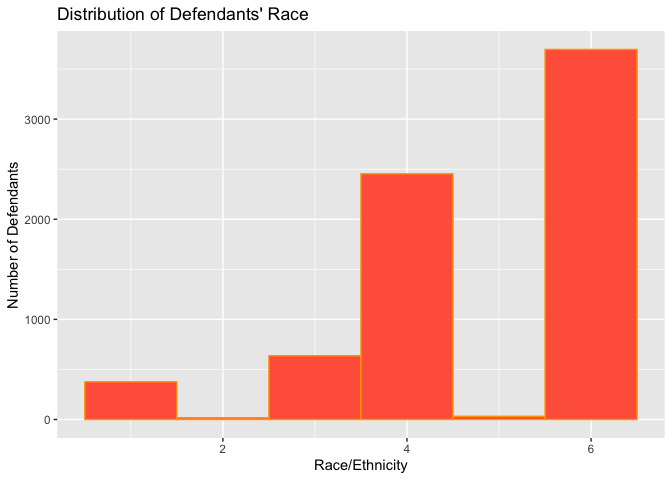 Distribution of Defendants' Race
Number of Defendants
3000
2000
1000
0
2 4 6
Race/Ethnicity